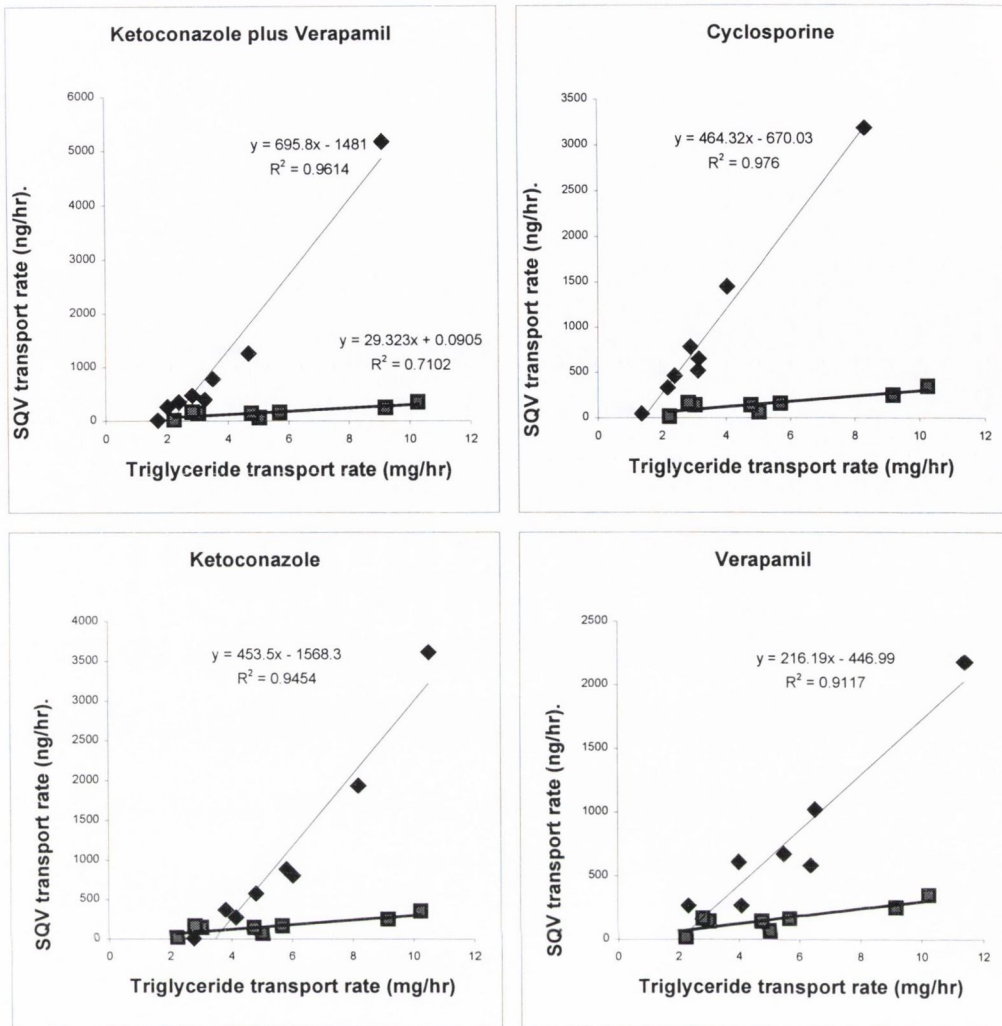 Ketoconazole plus Verapamil
6000
5000
4000
3000
2000
1000
0
y = 695.8x - 1481
R² = 0.9614
y = 29.323x + 0.0905
R² = 0.7102
0 2 4 6 8 10 12
SQV transport rate (ng/hr).
Triglyceride transport rate (mg/hr)
Cyclosporine
3500
3000
2500
2000
1500
1000
500
0
y = 464.32x - 670.03
R² = 0.976
0 2 4 6 8 10 12
SQV transport rate (ng/hr).
Triglyceride transport rate (mg/hr)
Ketoconazole
4000
3500
3000
2500
2000
1500
1000
500
0
y = 453.5x - 1568.3
R² = 0.9454
0 2 4 6 8 10 12
SQV transport rate (ng/hr).
Triglyceride transport rate (mg/hr)
Verapamil
2500
2000
1500
1000
500
0
y = 216.19x - 446.99
R² = 0.9117
0 2 4 6 8 10 12
SQV transport rate (ng/hr).
Triglyceride transport rate (mg/hr)